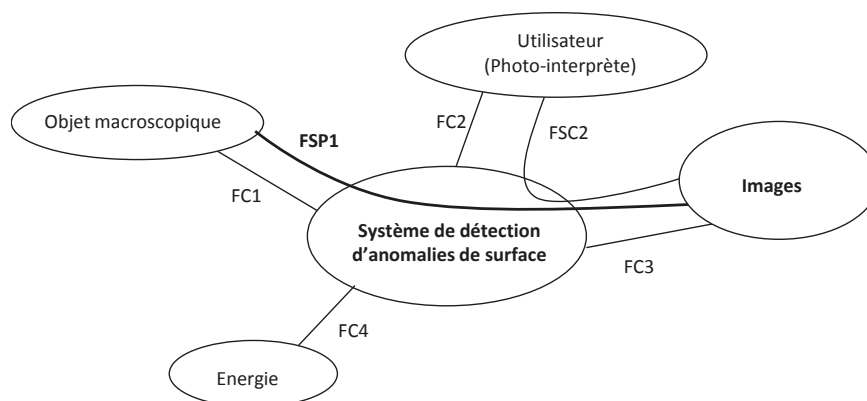 Utilisateur
(Photo-interprète)
Objet macroscopique
FSP1
FC2
FSC2
FC1
Images
Système de détection
d’anomalies de surface
FC3
FC4
Energie